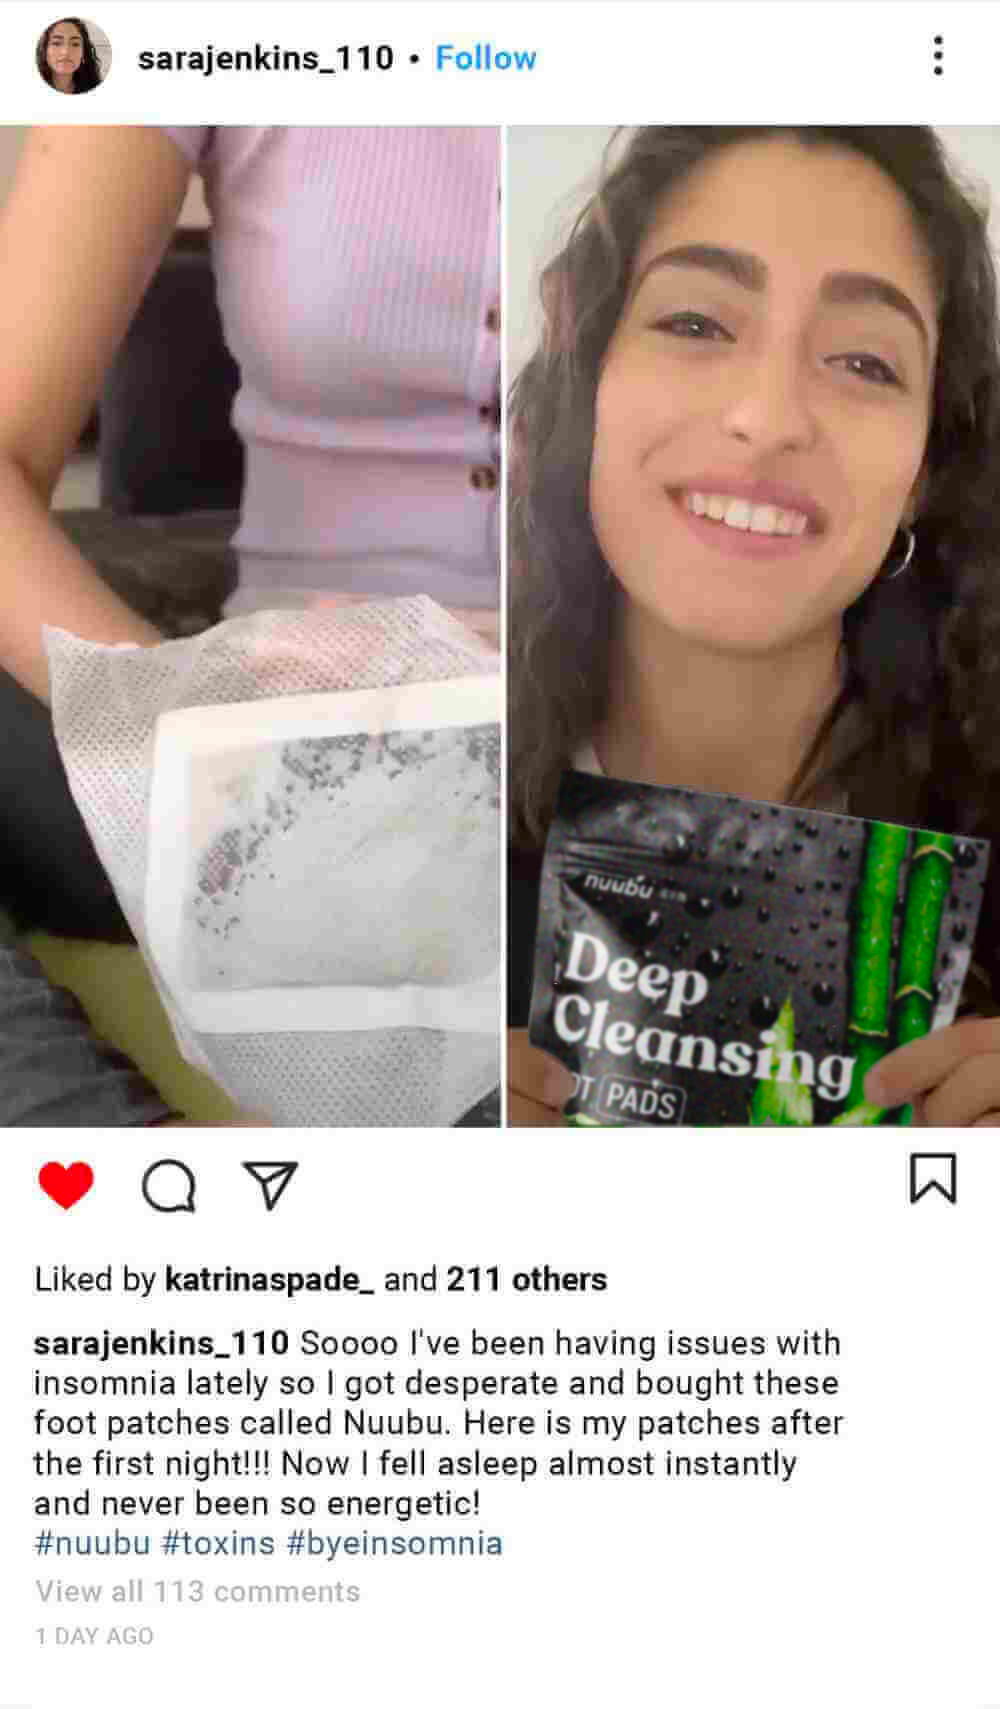 sarajenkins_110 • Follow
nuubu
Deep
Cleansing
OT PADS
Liked by katrinaspade_ and 211 others
sarajenkins_110 Soooo I've been having issues with
insomnia lately so I got desperate and bought these
foot patches called Nuubu. Here is my patches after
the first night!!! Now I fell asleep almost instantly
and never been so energetic!
#nuubu #toxins #byeinsomnia
View all 113 comments
1 DAY AGO